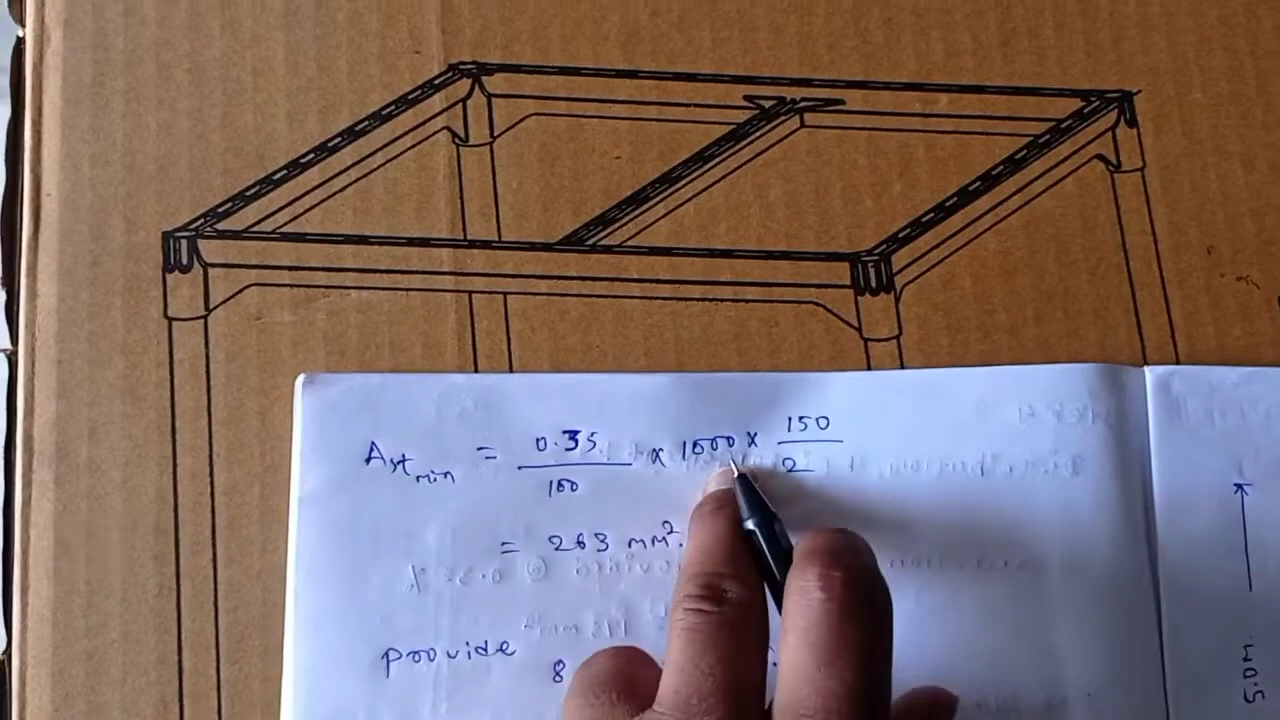 Ast min = 0.35/100 x 1000 x 150/2
= 263 mm².
provide 8
5.0M